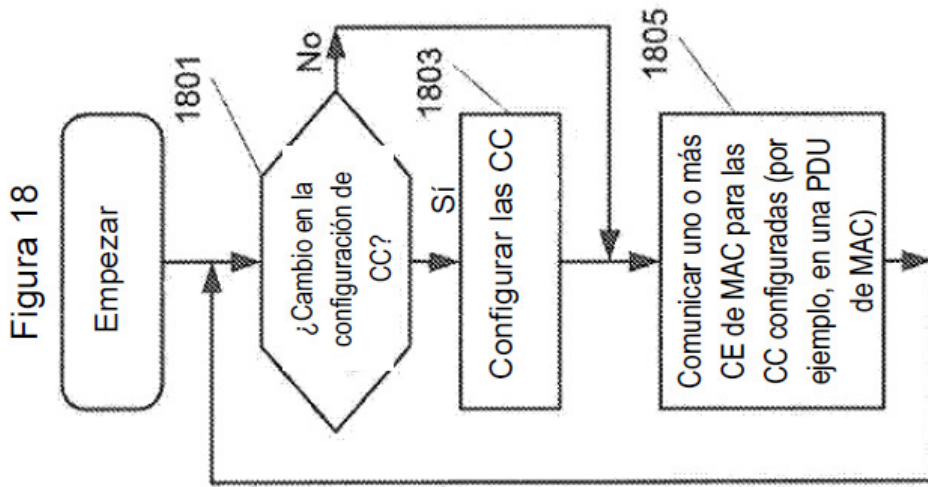 Figura 18
Empezar
1801
¿Cambio en la
configuración de
CC?
No
Sí
1803
Configurar las CC
1805
Comunicar uno o más
CE de MAC para las
CC configuradas (por
ejemplo, en una PDU
de MAC)